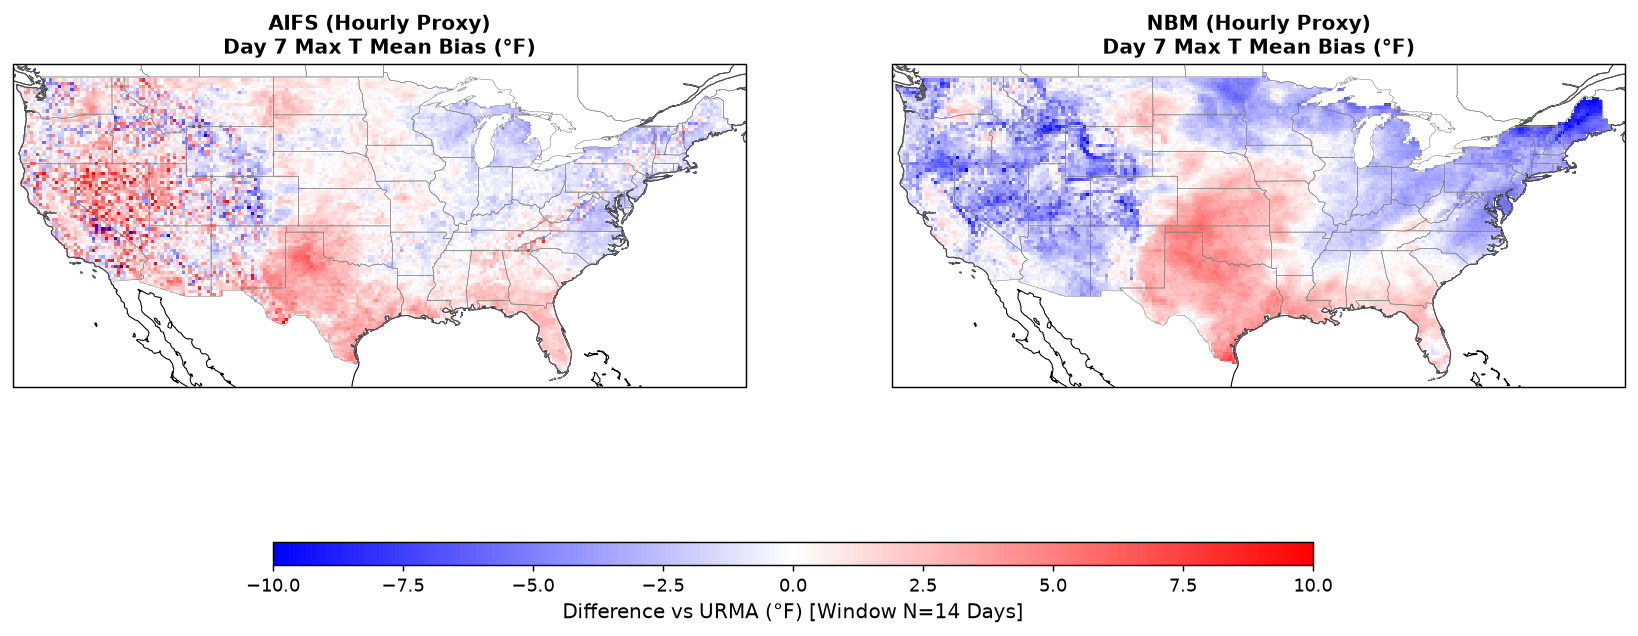 AIFS (Hourly Proxy)
Day 7 Max T Mean Bias (°F)
NBM (Hourly Proxy)
Day 7 Max T Mean Bias (°F)
−10.0 −7.5 −5.0 −2.5 0.0 2.5 5.0 7.5 10.0
Difference vs URMA (°F) [Window N=14 Days]